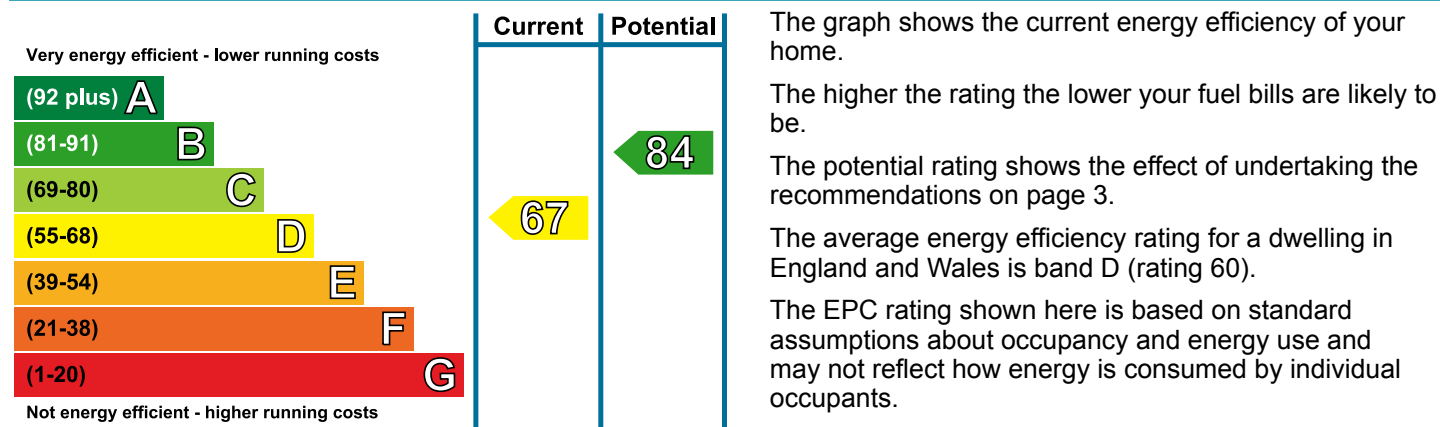 Current Potential
Very energy efficient - lower running costs
(92 plus) A
(81-91) B
(69-80) C
(55-68) D
(39-54) E
(21-38) F
(1-20) G
Not energy efficient - higher running costs
67
84
The graph shows the current energy efficiency of your
home.
The higher the rating the lower your fuel bills are likely to
be.
The potential rating shows the effect of undertaking the
recommendations on page 3.
The average energy efficiency rating for a dwelling in
England and Wales is band D (rating 60).
The EPC rating shown here is based on standard
assumptions about occupancy and energy use and
may not reflect how energy is consumed by individual
occupants.